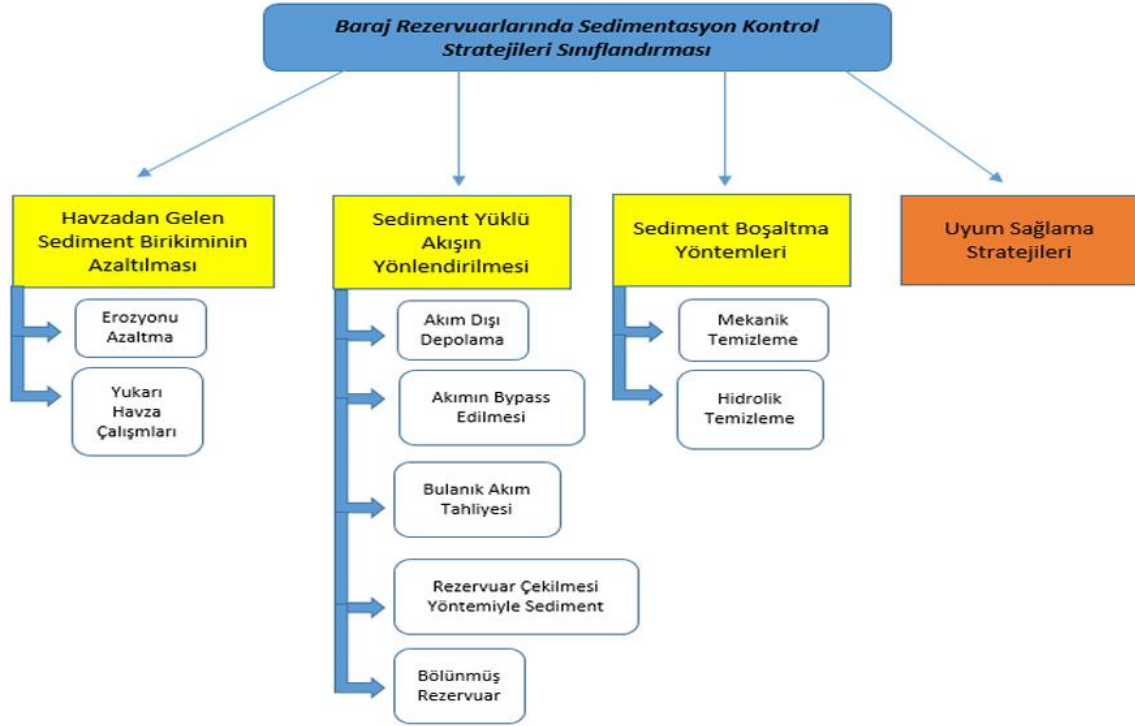 Baraj Rezervuarlarında Sedimentasyon Kontrol
Stratejileri Sınıflandırması
Havzadan Gelen
Sediment Birikiminin
Azaltılması
Erozyonu
Azaltma
Yukarı
Havza
Çalışmları
Sediment Yüklü
Akışın
Yönlendirilmesi
Akım Dışı
Depolama
Akımın Bypass
Edilmesi
Bulanık Akım
Tahliyesi
Rezervuar Çekilmesi
Yöntemiyle Sediment
Bölünmüş
Rezervuar
Sediment Boşaltma
Yöntemleri
Mekanik
Temizleme
Hidrolik
Temizleme
Uyum Sağlama
Stratejileri